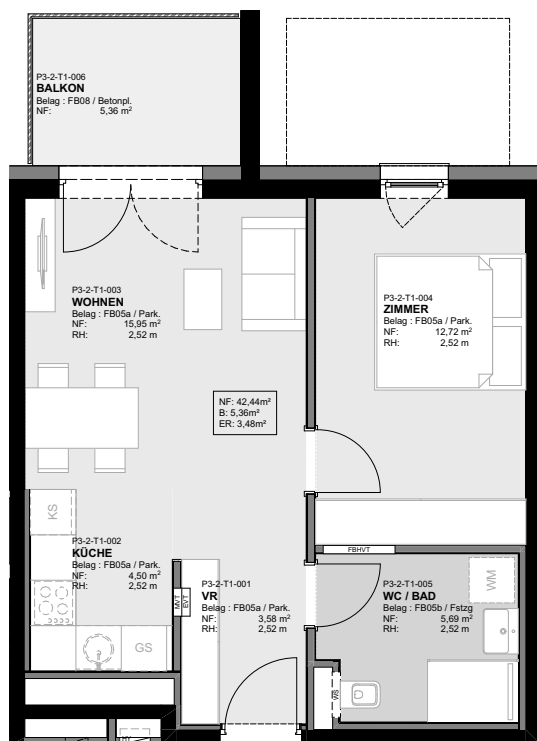 P3-2-T1-006
BALKON
Belag : FB08 / Betonpl.
NF: 5,36 m²
P3-2-T1-003
WOHNEN
Belag : FB05a / Park.
NF: 15,95 m²
RH: 2,52 m
P3-2-T1-004
ZIMMER
Belag : FB05a / Park.
NF: 12,72 m²
RH: 2,52 m
NF: 42,44m²
B: 5,36m²
ER: 3,48m²
KS
P3-2-T1-002
KÜCHE
Belag : FB05a / Park.
NF: 4,50 m²
RH: 2,52 m
GS
MVT
EVT
P3-2-T1-001
VR
Belag : FB05a / Park.
NF: 3,58 m²
RH: 2,52 m
FBHVT
P3-2-T1-005
WC / BAD
Belag : FB05b / Fstzg
NF: 5,69 m²
RH: 2,52 m
WM
WS